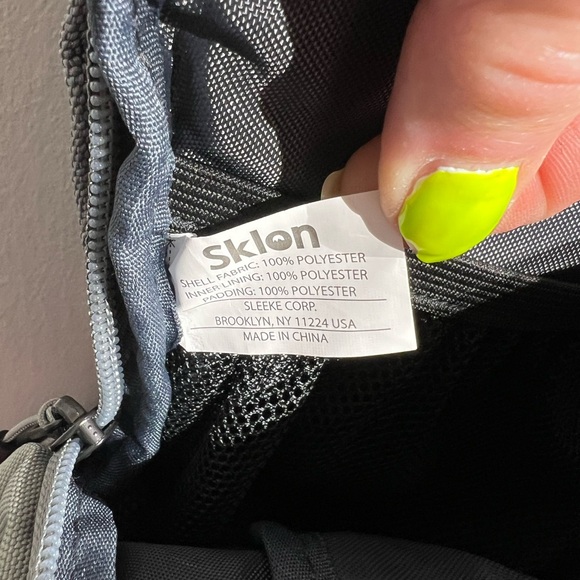 Sklon
SHELL FABRIC: 100% POLYESTER
INNER LINING: 100% POLYESTER
PADDING: 100% POLYESTER
SLEEKE CORP.
BROOKLYN, NY 11224 USA
MADE IN CHINA